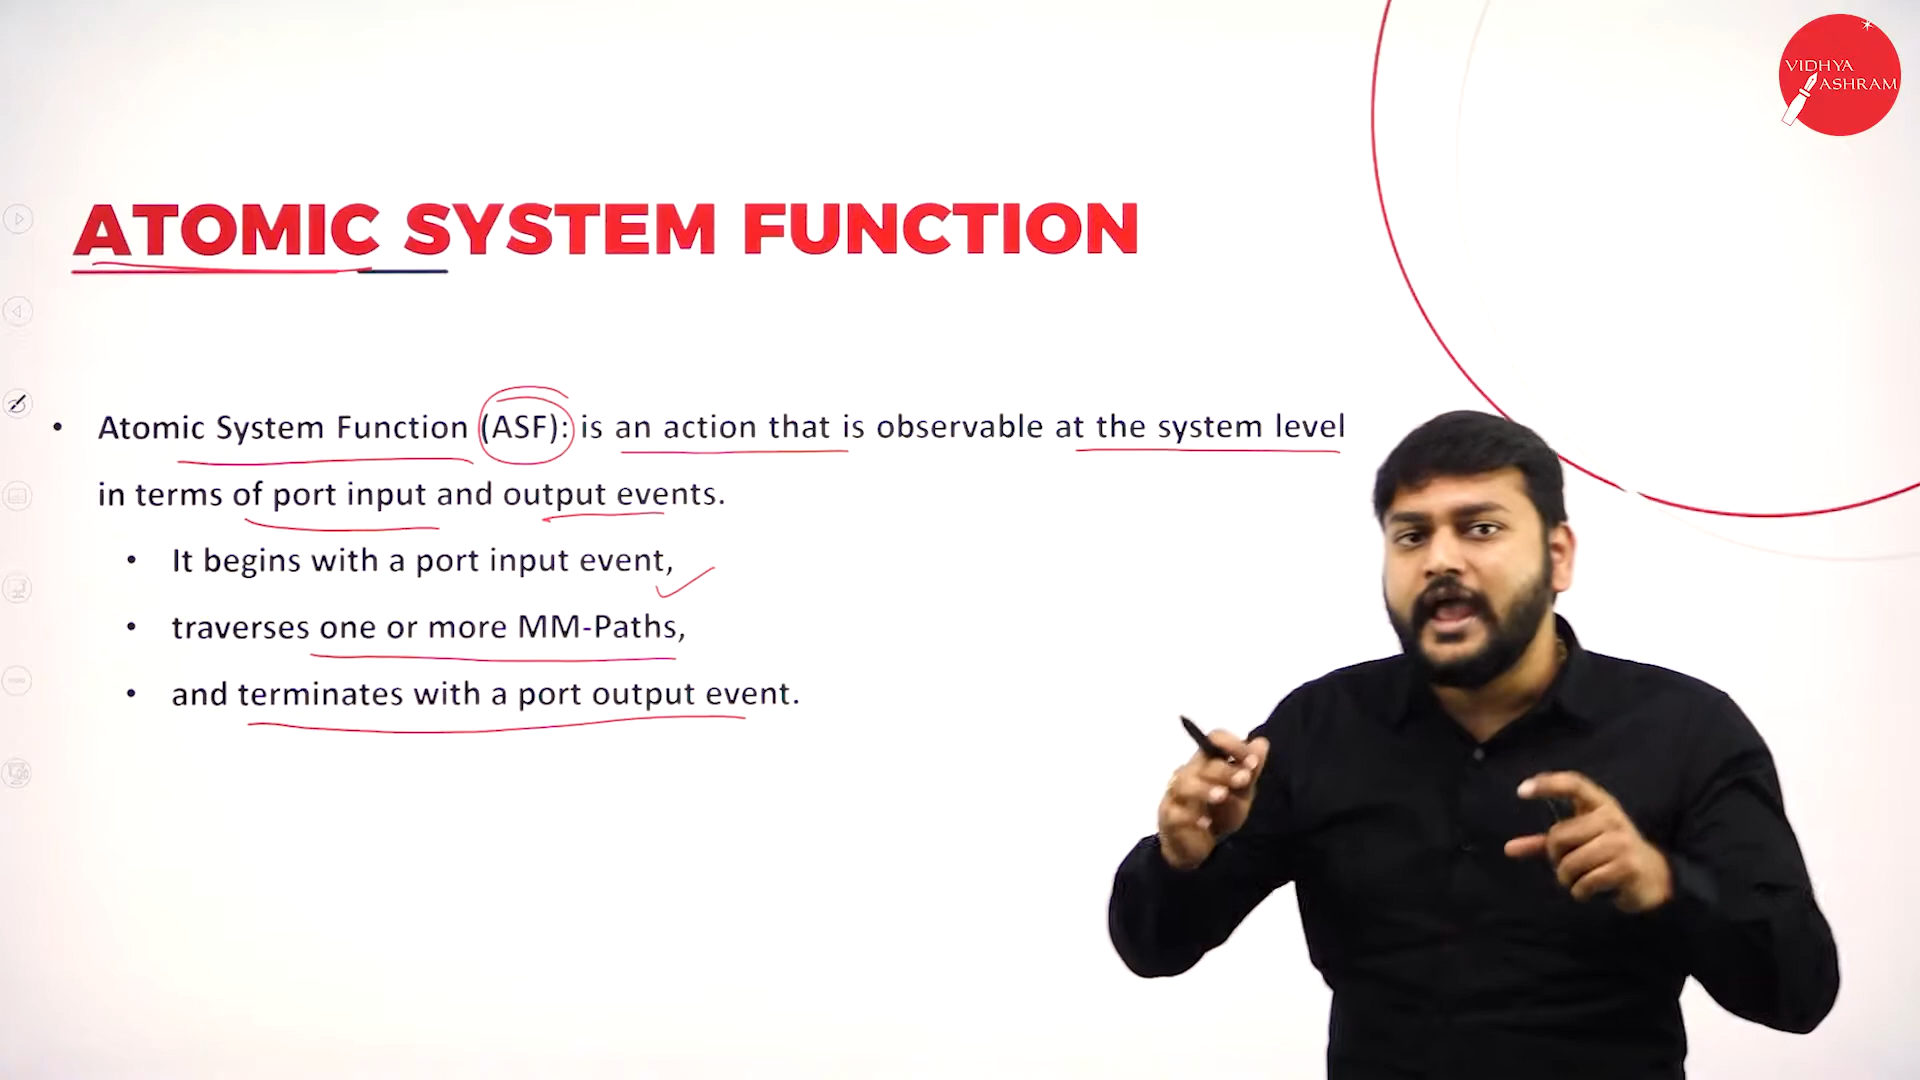 VIDHYA
ASHRAM
ATOMIC SYSTEM FUNCTION
• Atomic System Function (ASF): is an action that is observable at the system level
in terms of port input and output events.
• It begins with a port input event,
• traverses one or more MM-Paths,
• and terminates with a port output event.